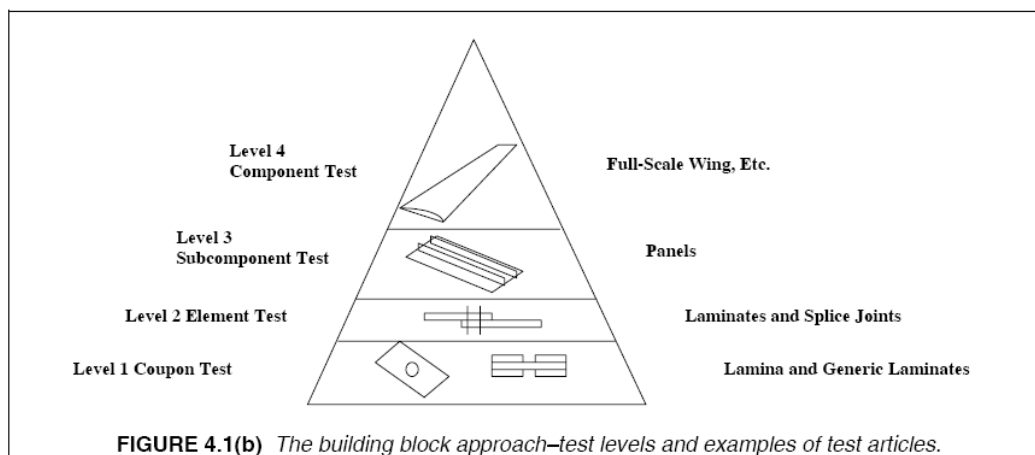 Level 4
Component Test
Full-Scale Wing, Etc.
Level 3
Subcomponent Test
Panels
Level 2 Element Test
Laminates and Splice Joints
Level 1 Coupon Test
Lamina and Generic Laminates
FIGURE 4.1(b) The building block approach–test levels and examples of test articles.